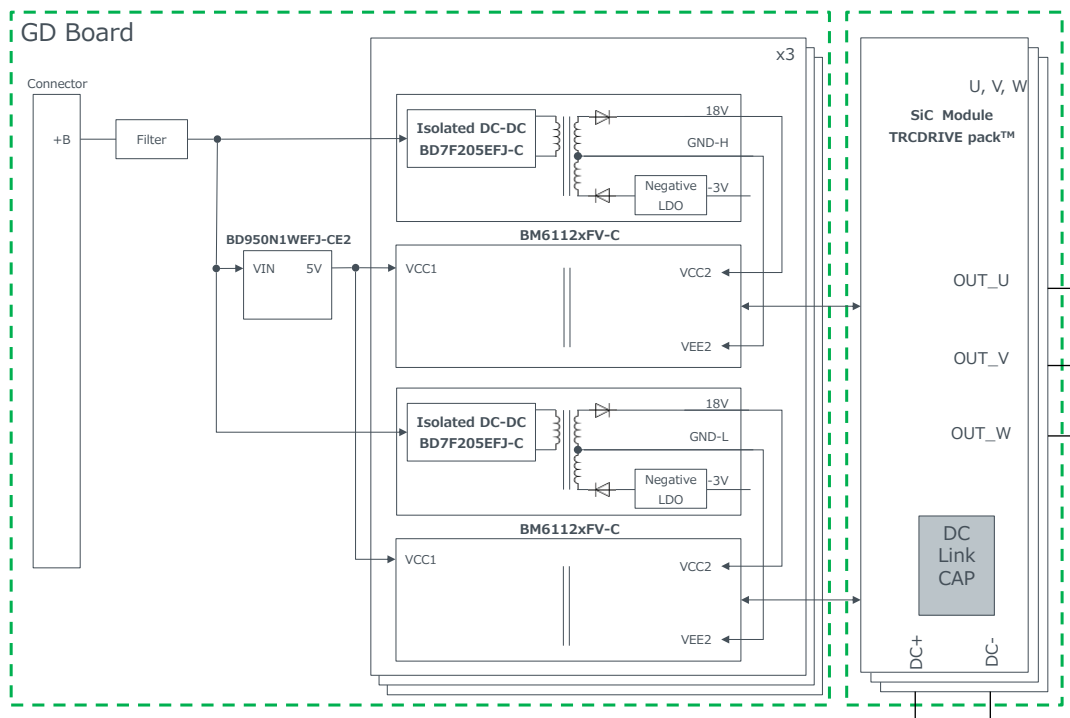 GD Board
x3
Connector
+B
Filter
Isolated DC-DC
BD7F205EFJ-C
18V
GND-H
Negative
LDO
-3V
BM6112xFV-C
BD950N1WEFJ-CE2
VIN 5V
VCC1
VCC2
VEE2
Isolated DC-DC
BD7F205EFJ-C
18V
GND-L
Negative
LDO
-3V
BM6112xFV-C
VCC1
VCC2
VEE2
U, V, W
SiC Module
TRCDRIVE pack™
OUT_U
OUT_V
OUT_W
DC
Link
CAP
DC+
DC-